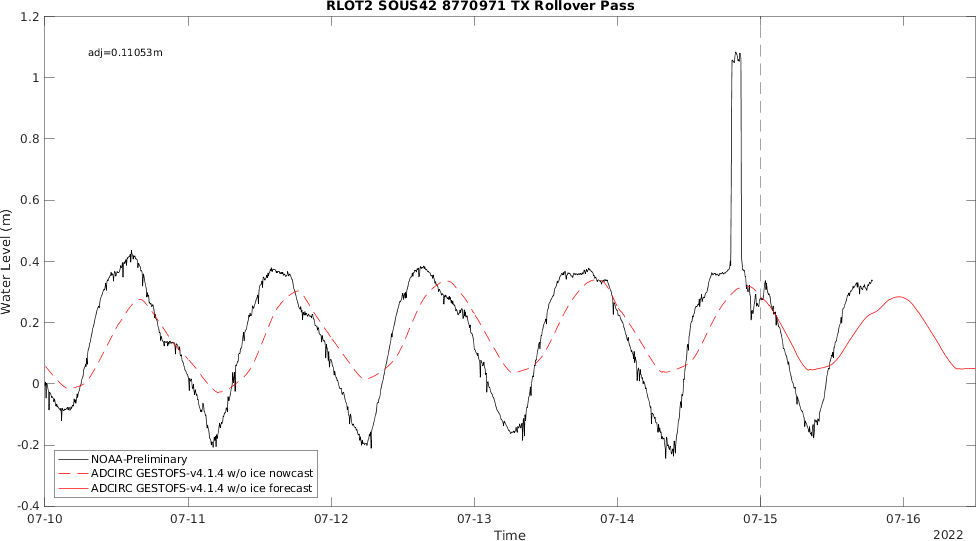 RLOT2 SOUS42 8770971 TX Rollover Pass
adj=0.11053m
1.2
1
0.8
0.6
0.4
0.2
0
-0.2
-0.4
Water Level (m)
NOAA-Preliminary
ADCIRC GESTOFS-v4.1.4 w/o ice nowcast
ADCIRC GESTOFS-v4.1.4 w/o ice forecast
07-10 07-11 07-12 07-13 07-14 07-15 07-16
Time
2022